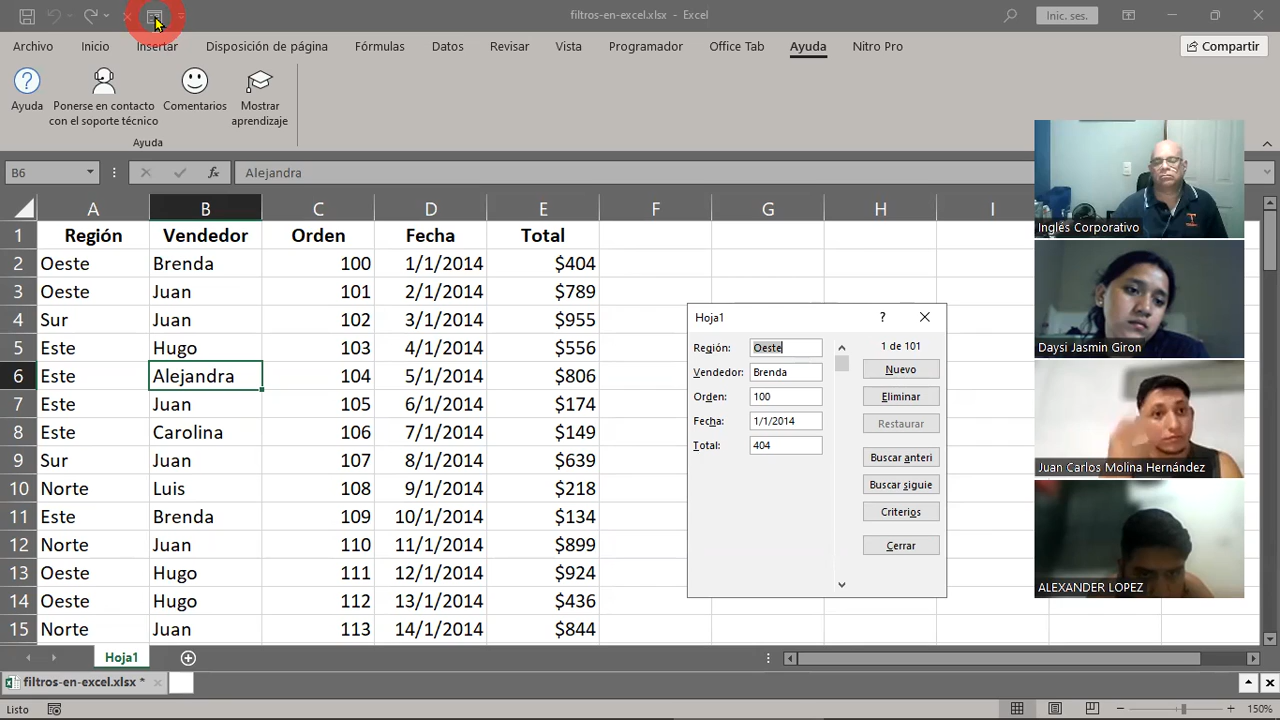 filtros-en-excel.xlsx - Excel
Inic. ses.
Archivo Inicio Insertar Disposición de página Fórmulas Datos Revisar Vista Programador Office Tab Ayuda Nitro Pro
Compartir
Ayuda
Ponerse en contacto con el soporte técnico
Comentarios
Mostrar aprendizaje
Ayuda
B6 fx Alejandra
A B C D E F G H I
1 Región Vendedor Orden Fecha Total
2 Oeste Brenda 100 1/1/2014 $404
3 Oeste Juan 101 2/1/2014 $789
4 Sur Juan 102 3/1/2014 $955
5 Este Hugo 103 4/1/2014 $556
6 Este Alejandra 104 5/1/2014 $806
7 Este Juan 105 6/1/2014 $174
8 Este Carolina 106 7/1/2014 $149
9 Sur Juan 107 8/1/2014 $639
10 Norte Luis 108 9/1/2014 $218
11 Este Brenda 109 10/1/2014 $134
12 Norte Juan 110 11/1/2014 $899
13 Oeste Hugo 111 12/1/2014 $924
14 Oeste Hugo 112 13/1/2014 $436
15 Norte Juan 113 14/1/2014 $844
Hoja1 ?
Región: Oeste
Vendedor: Brenda
Orden: 100
Fecha: 1/1/2014
Total: 404
1 de 101
Nuevo
Eliminar
Restaurar
Buscar anteri
Buscar siguie
Criterios
Cerrar
Inglés Corporativo
Daysi Jasmin Giron
Juan Carlos Molina Hernández
ALEXANDER LOPEZ
Hoja1
filtros-en-excel.xlsx *
Listo
150%